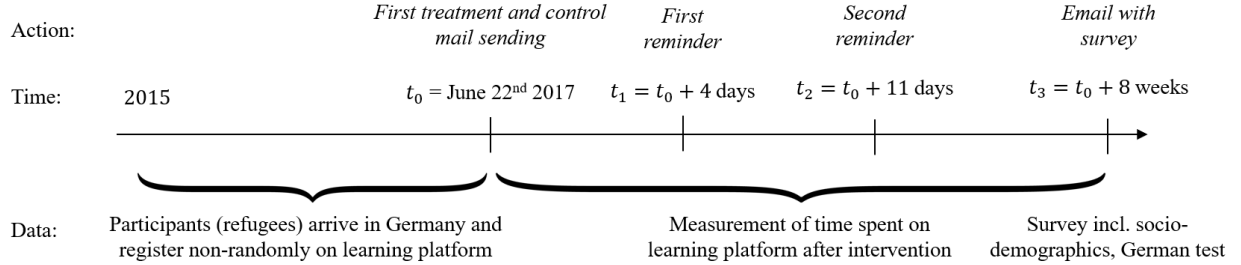 Action:
First treatment and control
mail sending
First
reminder
Second
reminder
Email with
survey
Time:
2015
t₀ = June 22ⁿᵈ 2017
t₁ = t₀ + 4 days
t₂ = t₀ + 11 days
t₃ = t₀ + 8 weeks
Data:
Participants (refugees) arrive in Germany and
register non-randomly on learning platform
Measurement of time spent on
learning platform after intervention
Survey incl. socio-
demographics, German test